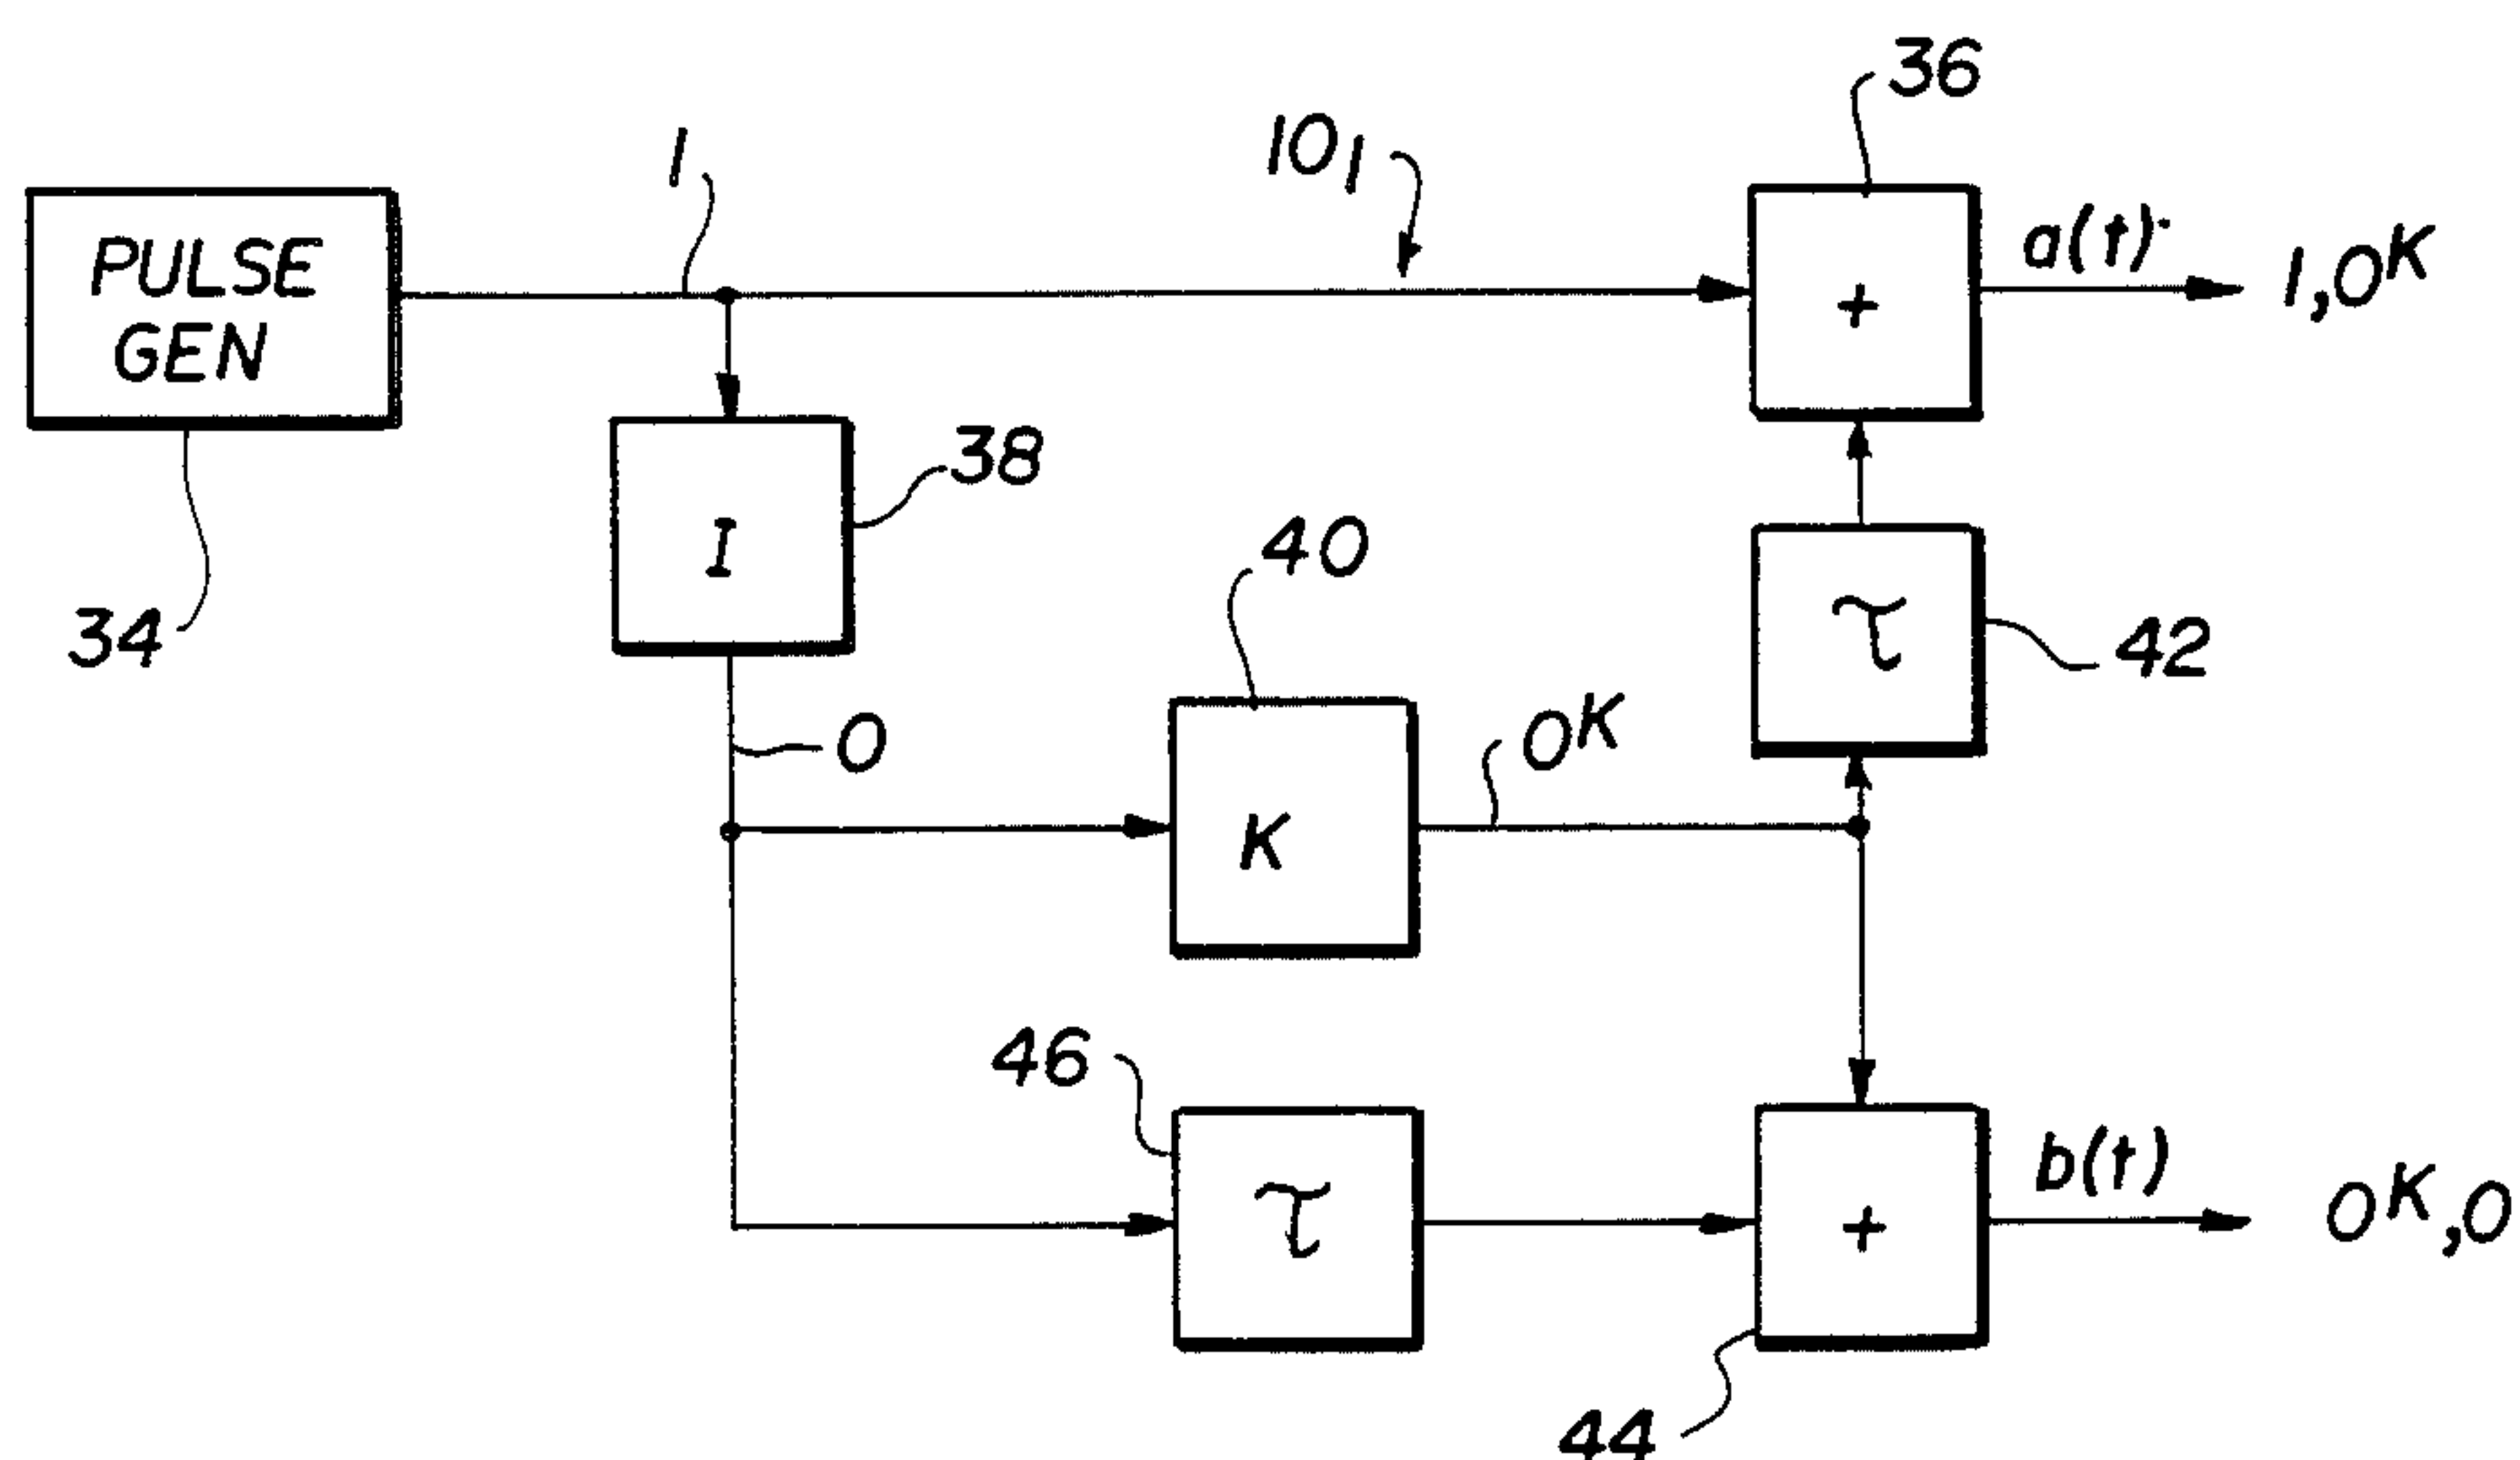 36
1
10₁
PULSE
GEN
+
a(t)
1,0ᴷ
38
I
40
34
τ
42
0
0ᴷ
K
46
τ
+
b(t)
0ᴷ,0
44